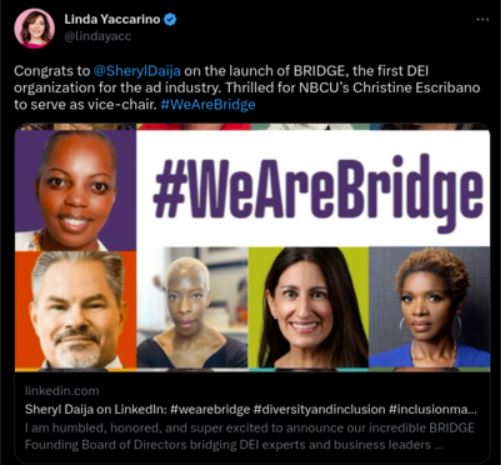 Linda Yaccarino
@lindayacc
Congrats to @SherylDaija on the launch of BRIDGE, the first DEI
organization for the ad industry. Thrilled for NBCU's Christine Escribano
to serve as vice-chair. #WeAreBridge
#WeAreBridge
linkedin.com
Sheryl Daija on LinkedIn: #wearebridge #diversityandinclusion #inclusionma...
I am humbled, honored, and super excited to announce our incredible BRIDGE
Founding Board of Directors bridging DEI experts and business leaders ...